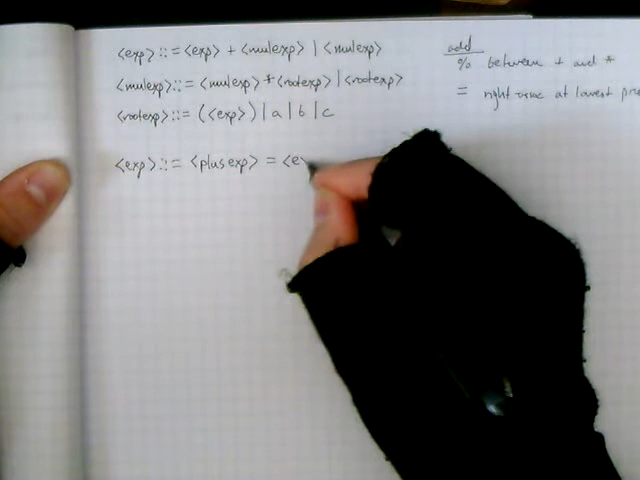 <exp> ::= <exp> + <mulexp> | <mulexp>
<mulexp> ::= <mulexp> * <rootexp> | <rootexp>
<rootexp> ::= (<exp>) | a | b | c
<exp> ::= <plusexp> = <e
add
% between + and *
= right assoc at lowest pre